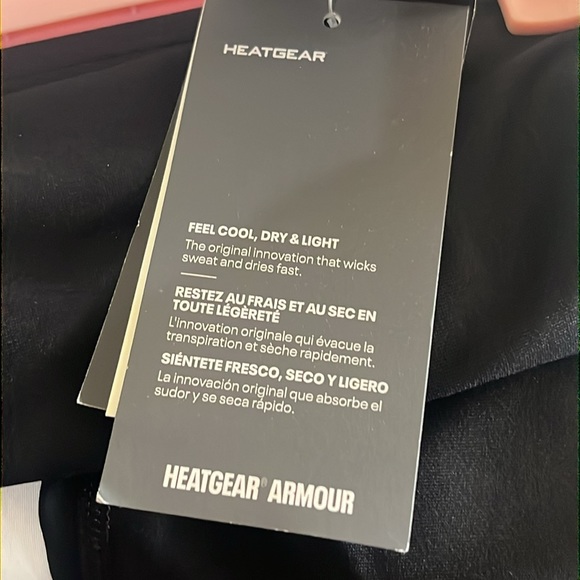 HEATGEAR
FEEL COOL, DRY & LIGHT
The original innovation that wicks
sweat and dries fast.
RESTEZ AU FRAIS ET AU SEC EN
TOUTE LÉGÈRETÉ
L'innovation originale qui évacue la
transpiration et sèche rapidement.
SIÉNTETE FRESCO, SECO Y LIGERO
La innovación original que absorbe el
sudor y se seca rápido.
HEATGEAR® ARMOUR